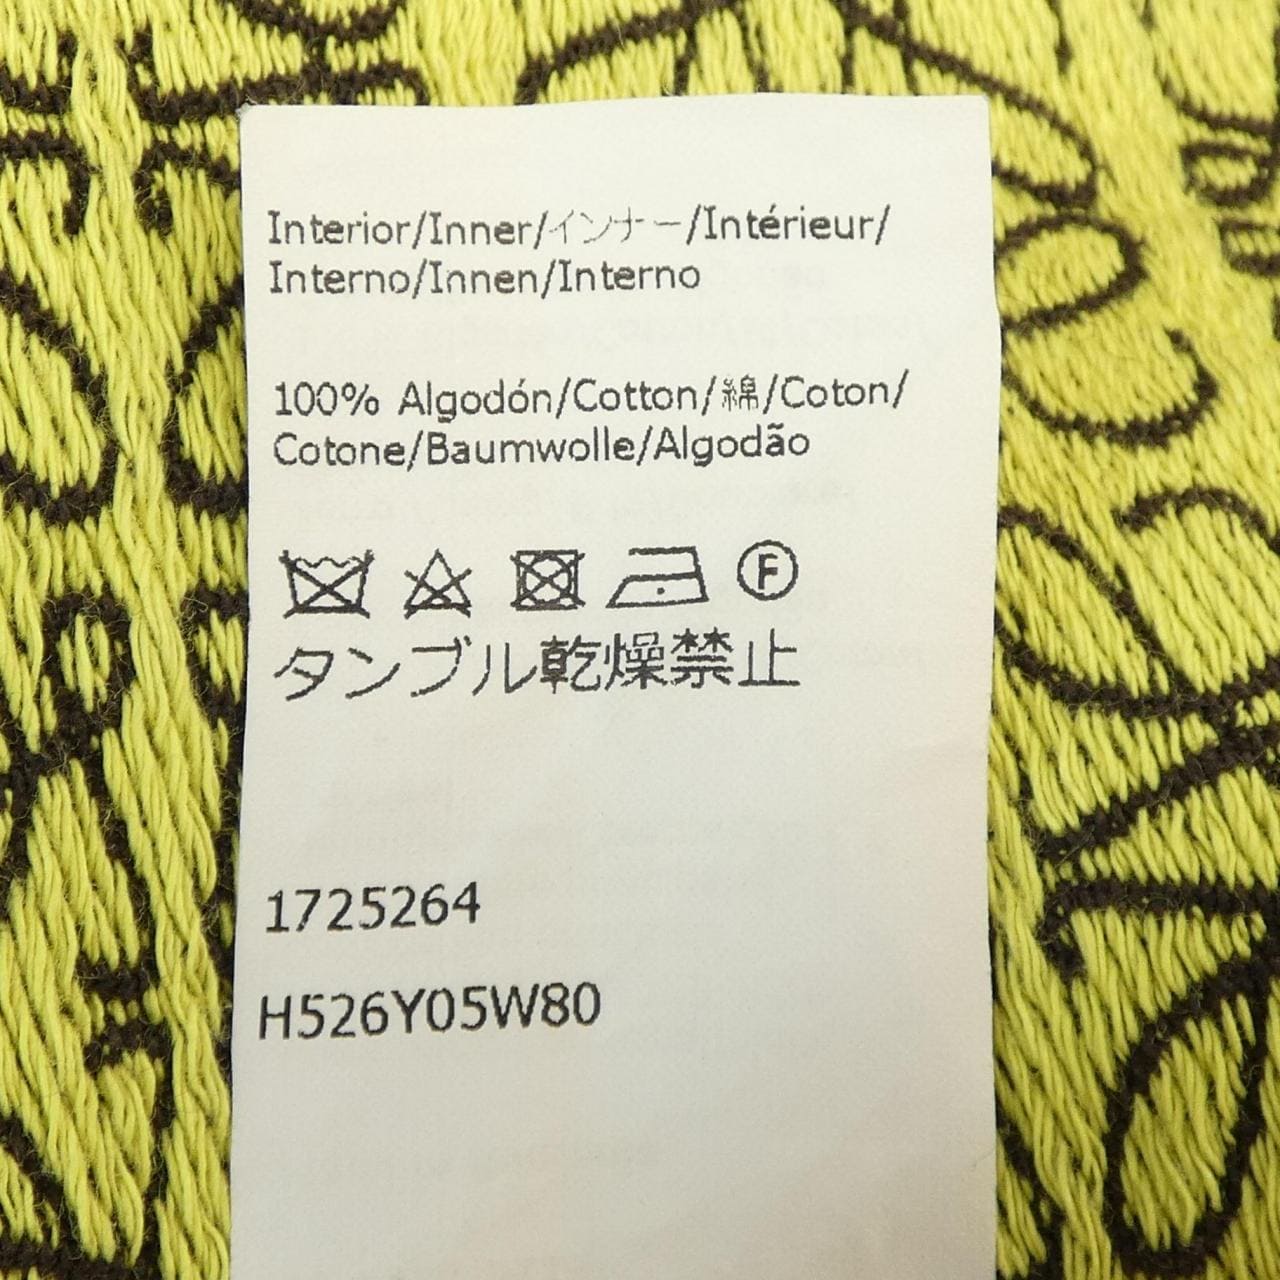 Interior/Inner/インナー/Intérieur/
Interno/Innen/Interno
100% Algodón/Cotton/綿/Coton/
Cotone/Baumwolle/Algodão
F
タンブル乾燥禁止
1725264
H526Y05W80